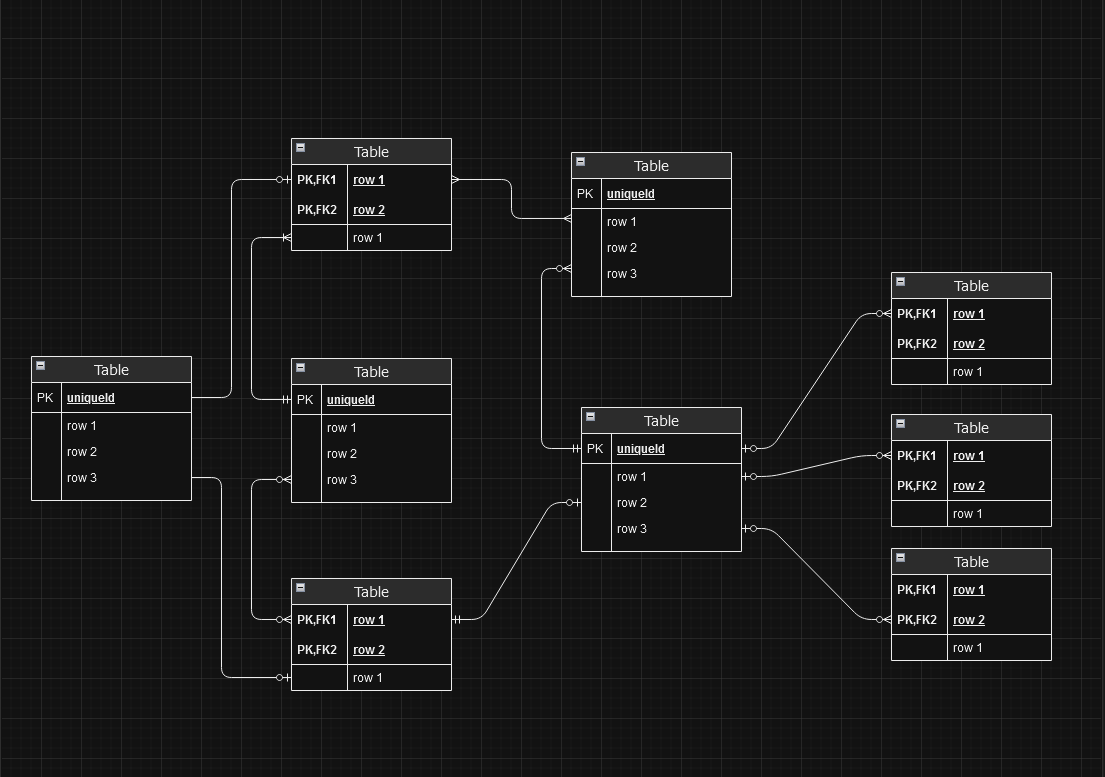 Table
PK uniqueId
row 1
row 2
row 3
Table
PK,FK1 row 1
PK,FK2 row 2
row 1
Table
PK uniqueId
row 1
row 2
row 3
Table
PK,FK1 row 1
PK,FK2 row 2
row 1
Table
PK uniqueId
row 1
row 2
row 3
Table
PK uniqueId
row 1
row 2
row 3
Table
PK,FK1 row 1
PK,FK2 row 2
row 1
Table
PK,FK1 row 1
PK,FK2 row 2
row 1
Table
PK,FK1 row 1
PK,FK2 row 2
row 1